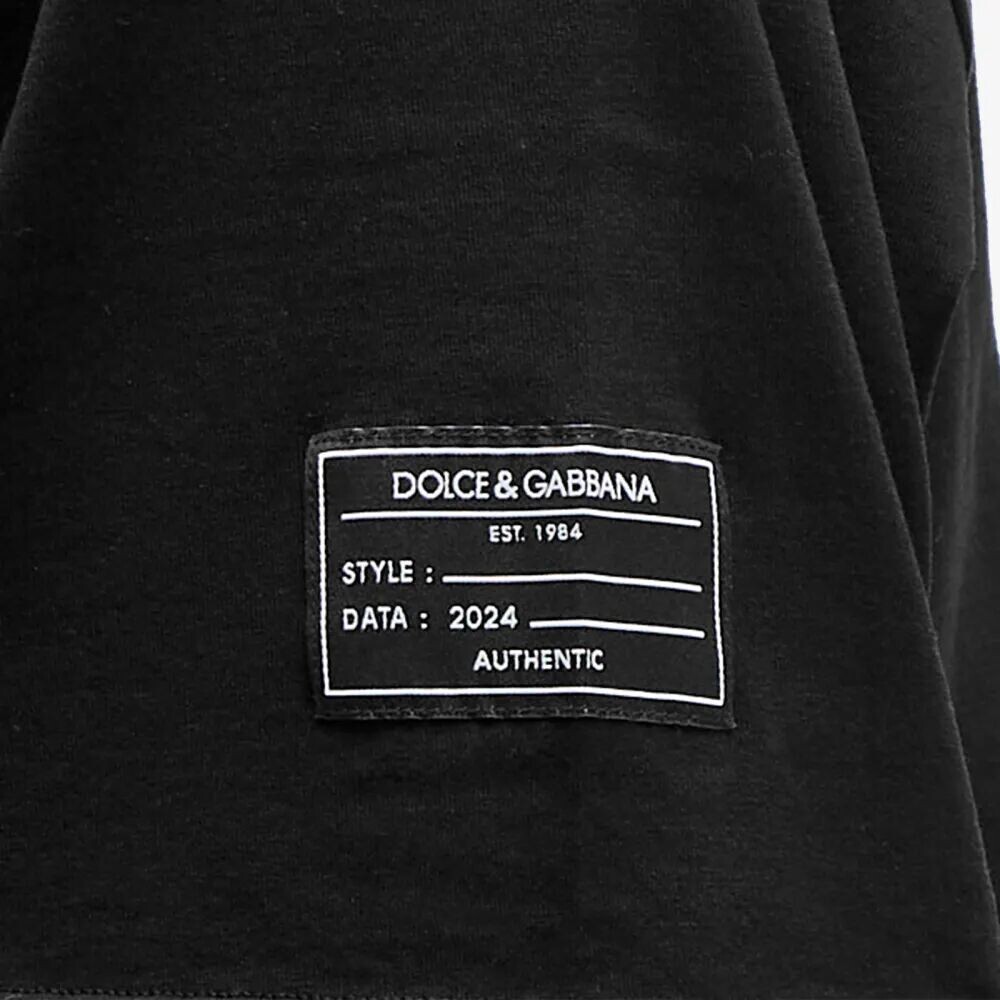 DOLCE & GABBANA
EST. 1984
STYLE :
DATA : 2024
AUTHENTIC